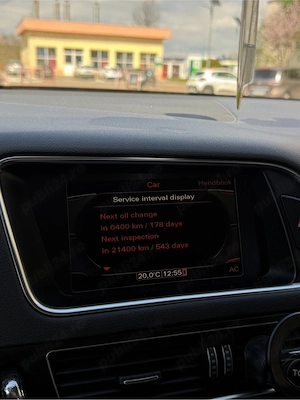 Car
Handbook
Service interval display
Next oil change
in 6400 km / 178 days
Next inspection
in 21400 km / 543 days
20,0°C 12:55
AC